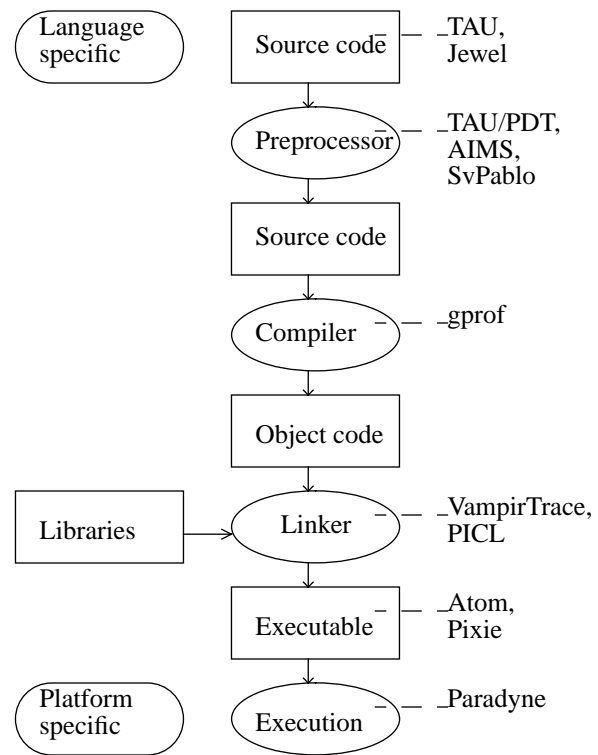 Language
specific
Source code
TAU,
Jewel
Preprocessor
TAU/PDT,
AIMS,
SvPablo
Source code
Compiler
gprof
Object code
Libraries
Linker
VampirTrace,
PICL
Executable
Atom,
Pixie
Platform
specific
Execution
Paradyne